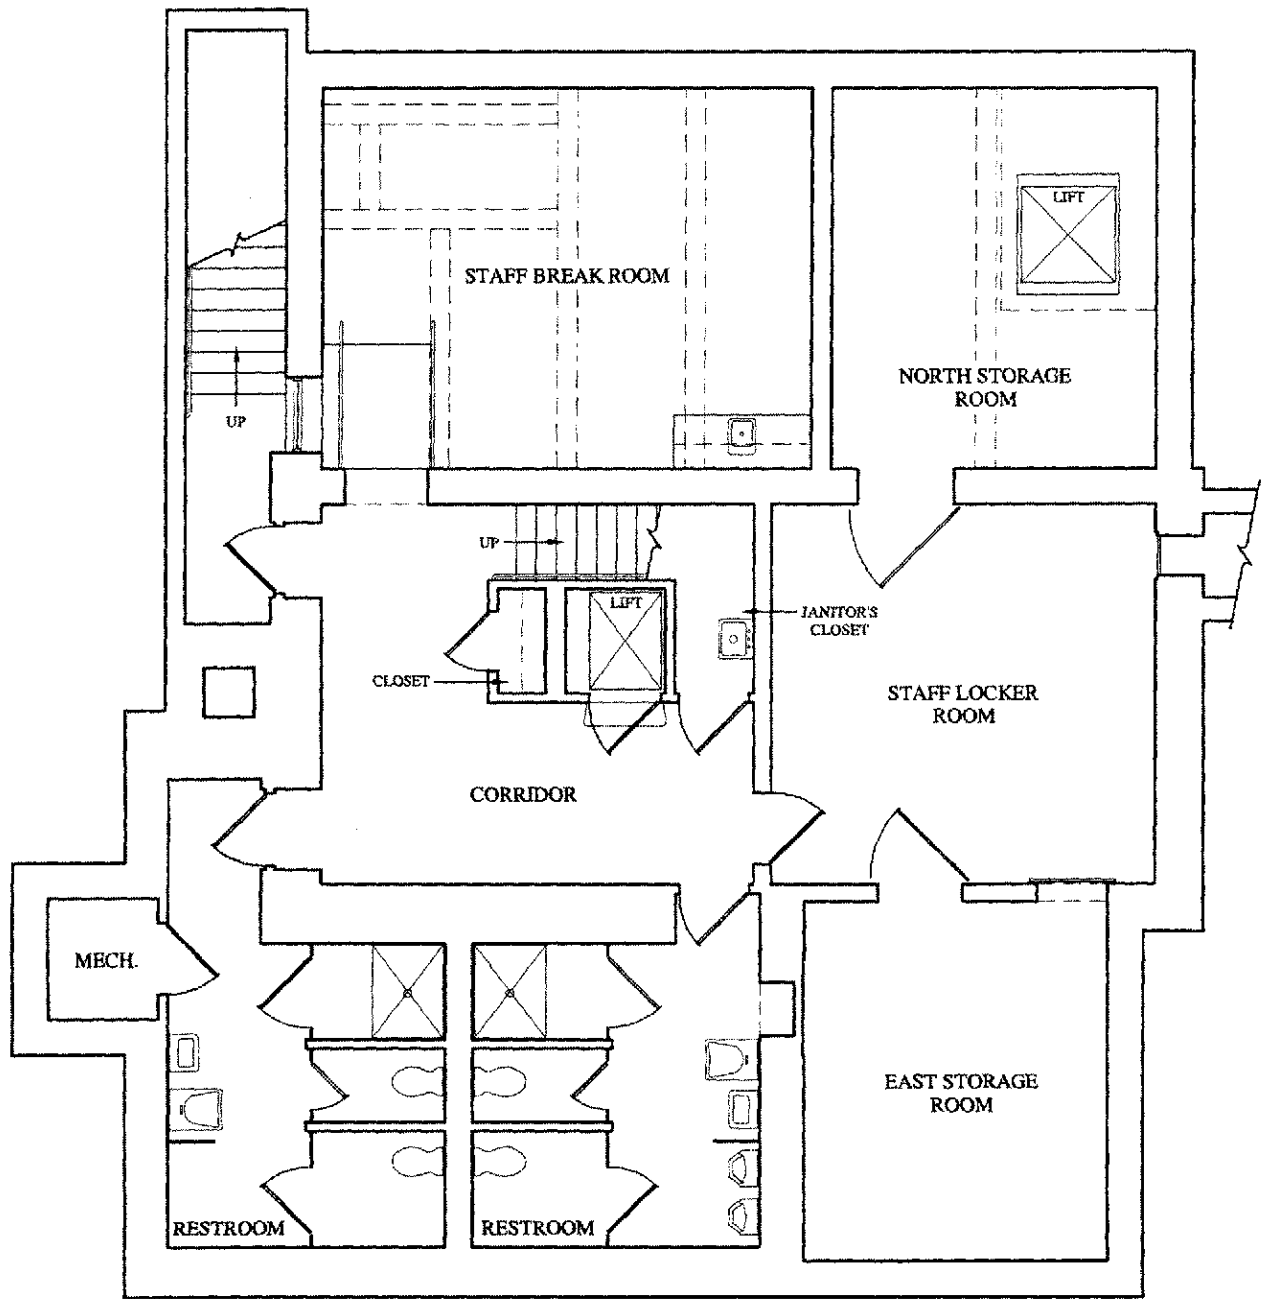 LIFT
STAFF BREAK ROOM
NORTH STORAGE
ROOM
UP
UP
LIFT
JANITOR'S
CLOSET
CLOSET
STAFF LOCKER
ROOM
CORRIDOR
MECH.
EAST STORAGE
ROOM
RESTROOM
RESTROOM